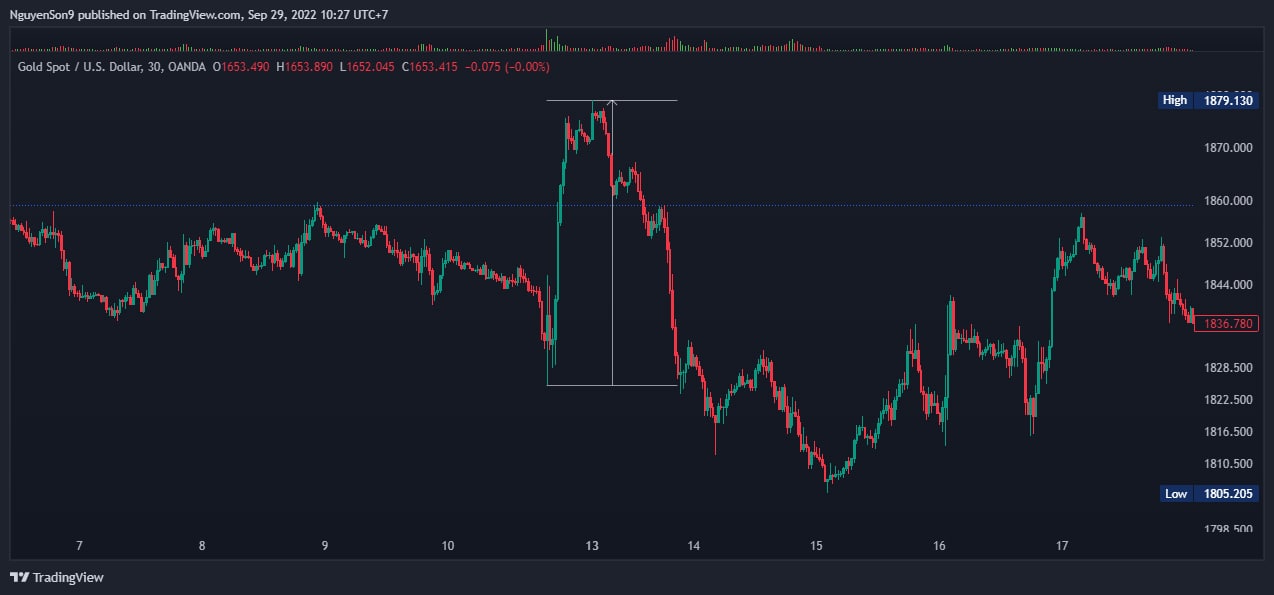 NguyenSon9 published on TradingView.com, Sep 29, 2022 10:27 UTC+7
Gold Spot / U.S. Dollar, 30, OANDA O1653.490 H1653.890 L1652.045 C1653.415 −0.075 (−0.00%)
High 1879.130
1870.000
1860.000
1852.000
1844.000
1836.780
1828.500
1822.500
1816.500
1810.500
Low 1805.205
1798.500
7 8 9 10 13 14 15 16 17
TradingView